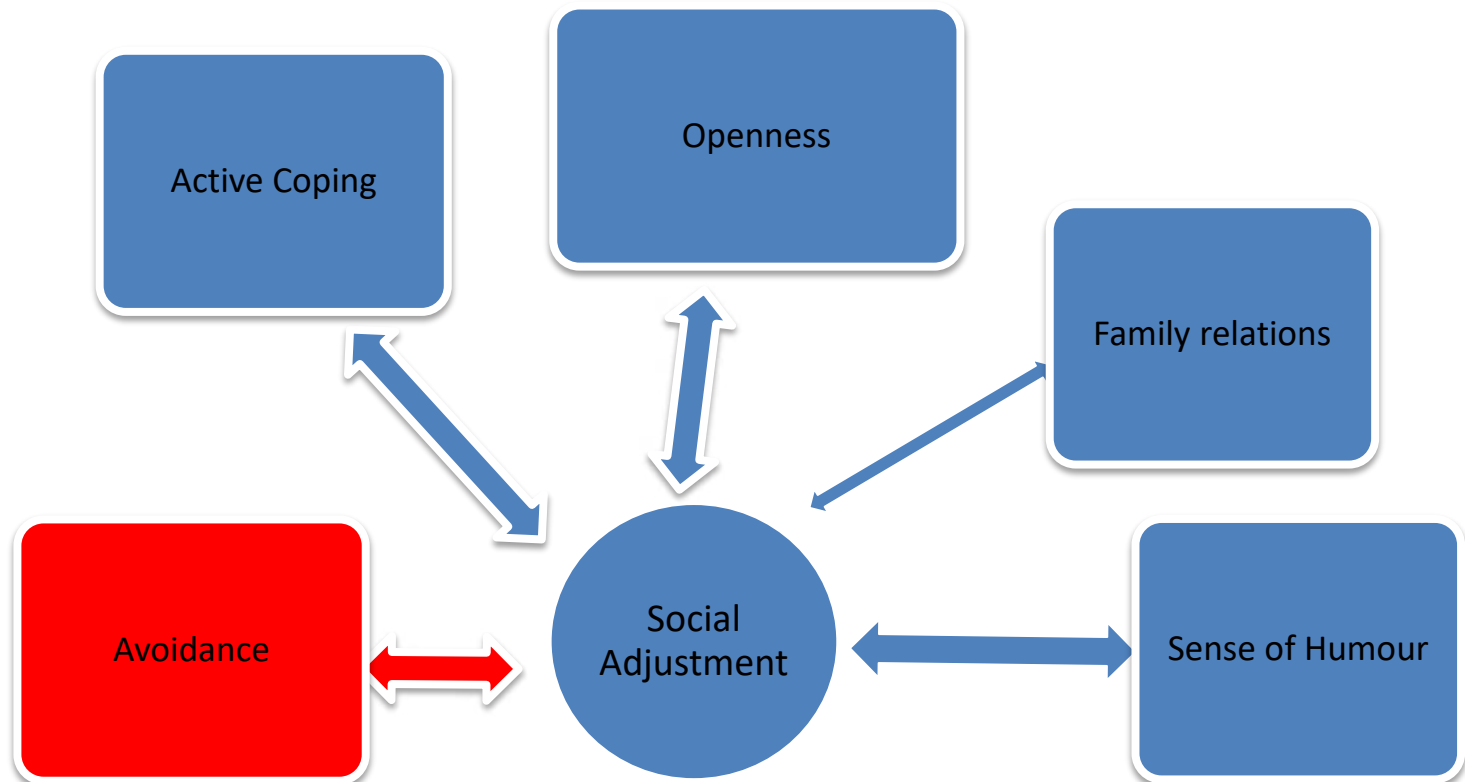 Openness
Active Coping
Family relations
Social
Adjustment
Avoidance
Sense of Humour